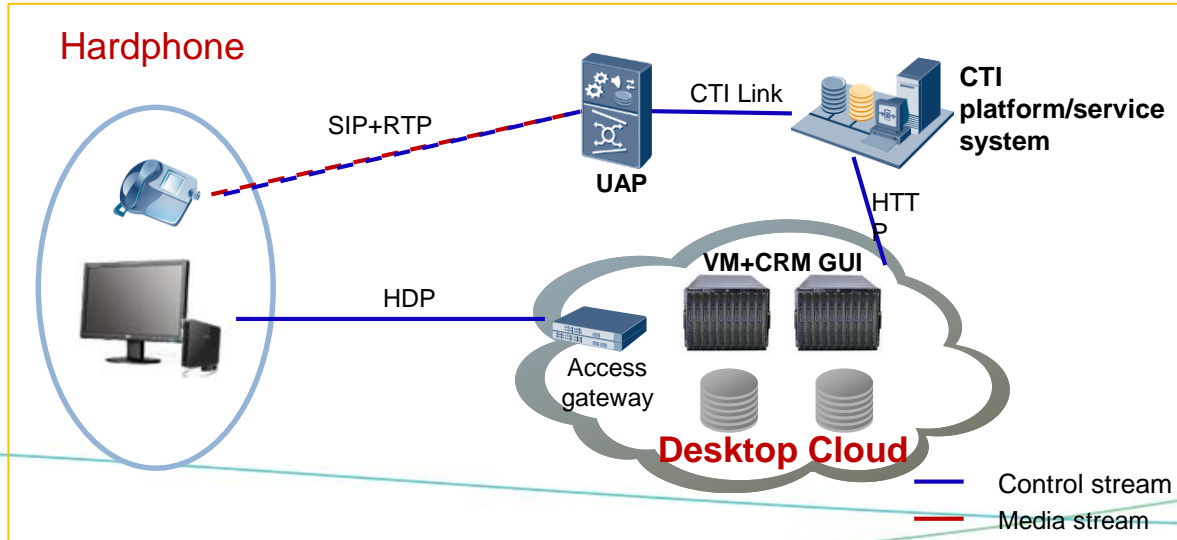 Hardphone
SIP+RTP
UAP
CTI Link
CTI
platform/service
system
HTT
P
VM+CRM GUI
HDP
Access
gateway
Desktop Cloud
Control stream
Media stream